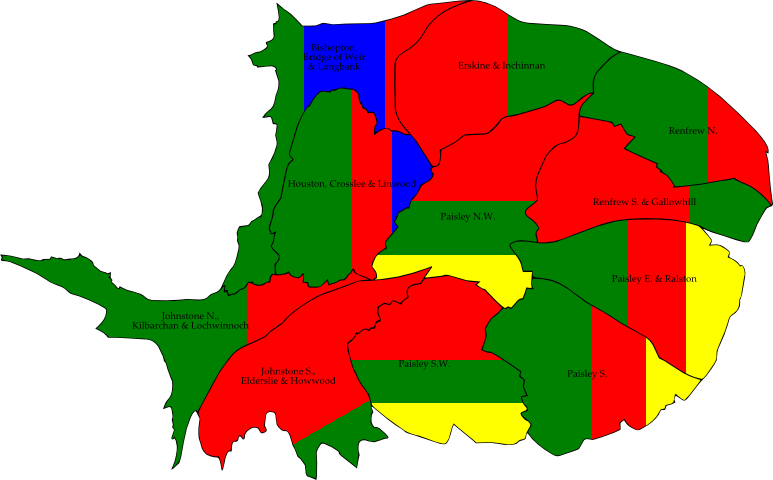 Bishopton,
Bridge of Weir
& Langbank
Erskine & Inchinnan
Renfrew N.
Houston, Crosslee & Linwood
Renfrew S. & Gallowhill
Paisley N.W.
Paisley E. & Ralston
Johnstone N.,
Kilbarchan & Lochwinnoch
Johnstone S.,
Elderslie & Howwood
Paisley S.W.
Paisley S.